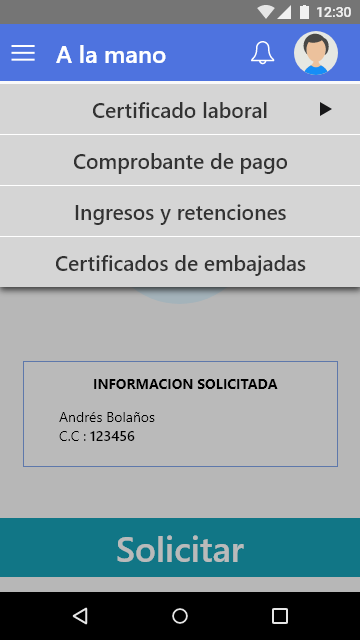 12:30
A la mano
Certificado laboral
Comprobante de pago
Ingresos y retenciones
Certificados de embajadas
INFORMACION SOLICITADA
Andrés Bolaños
C.C : 123456
Solicitar